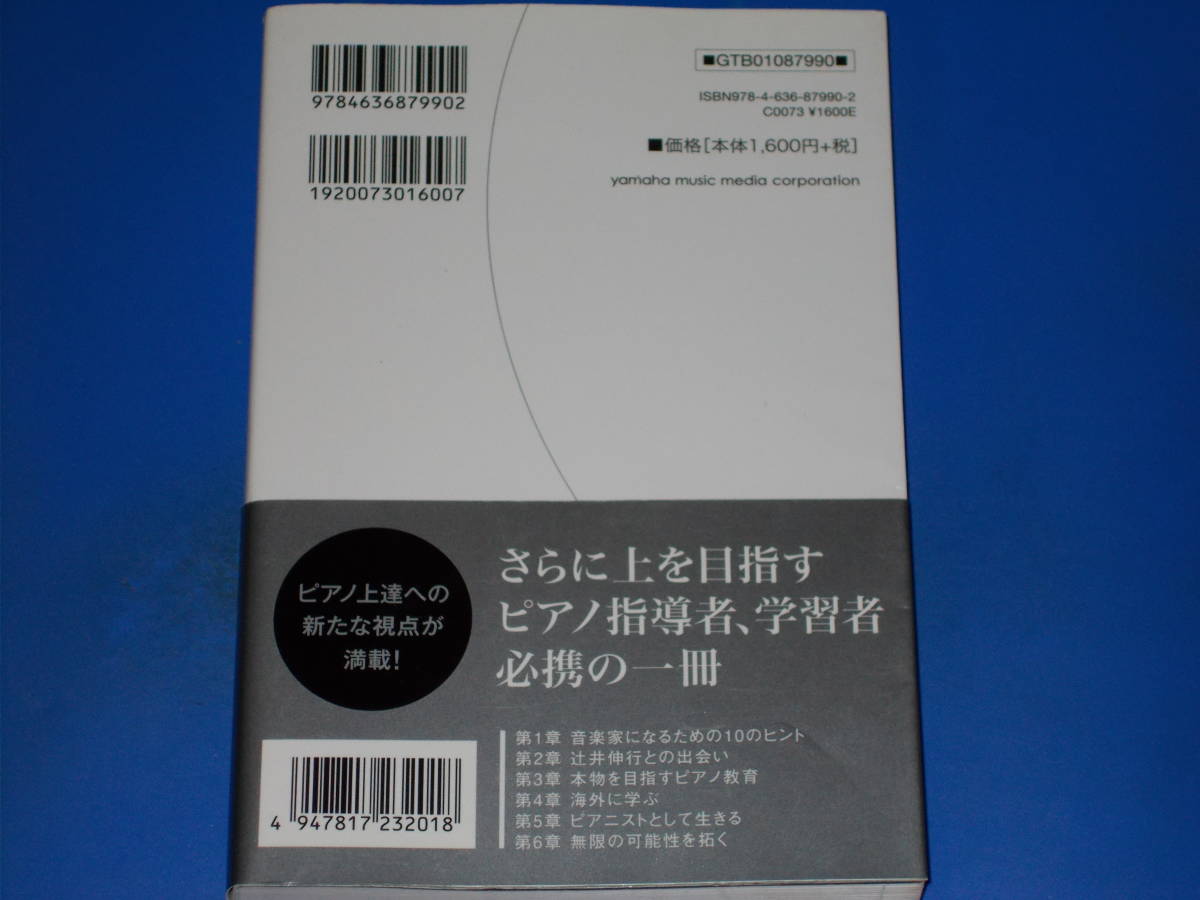 9784636879902
1920073016007
■GTB01087990■
ISBN978-4-636-87990-2
C0073 ¥1600E
■価格[本体1,600円+税]
yamaha music media corporation
ピアノ上達への
新たな視点が
満載!
さらに上を目指す
ピアノ指導者、学習者
必携の一冊
第1章 音楽家になるための10のヒント
第2章 辻井伸行との出会い
第3章 本物を目指すピアノ教育
第4章 海外に学ぶ
第5章 ピアニストとして生きる
第6章 無限の可能性を拓く
4 947817 232018